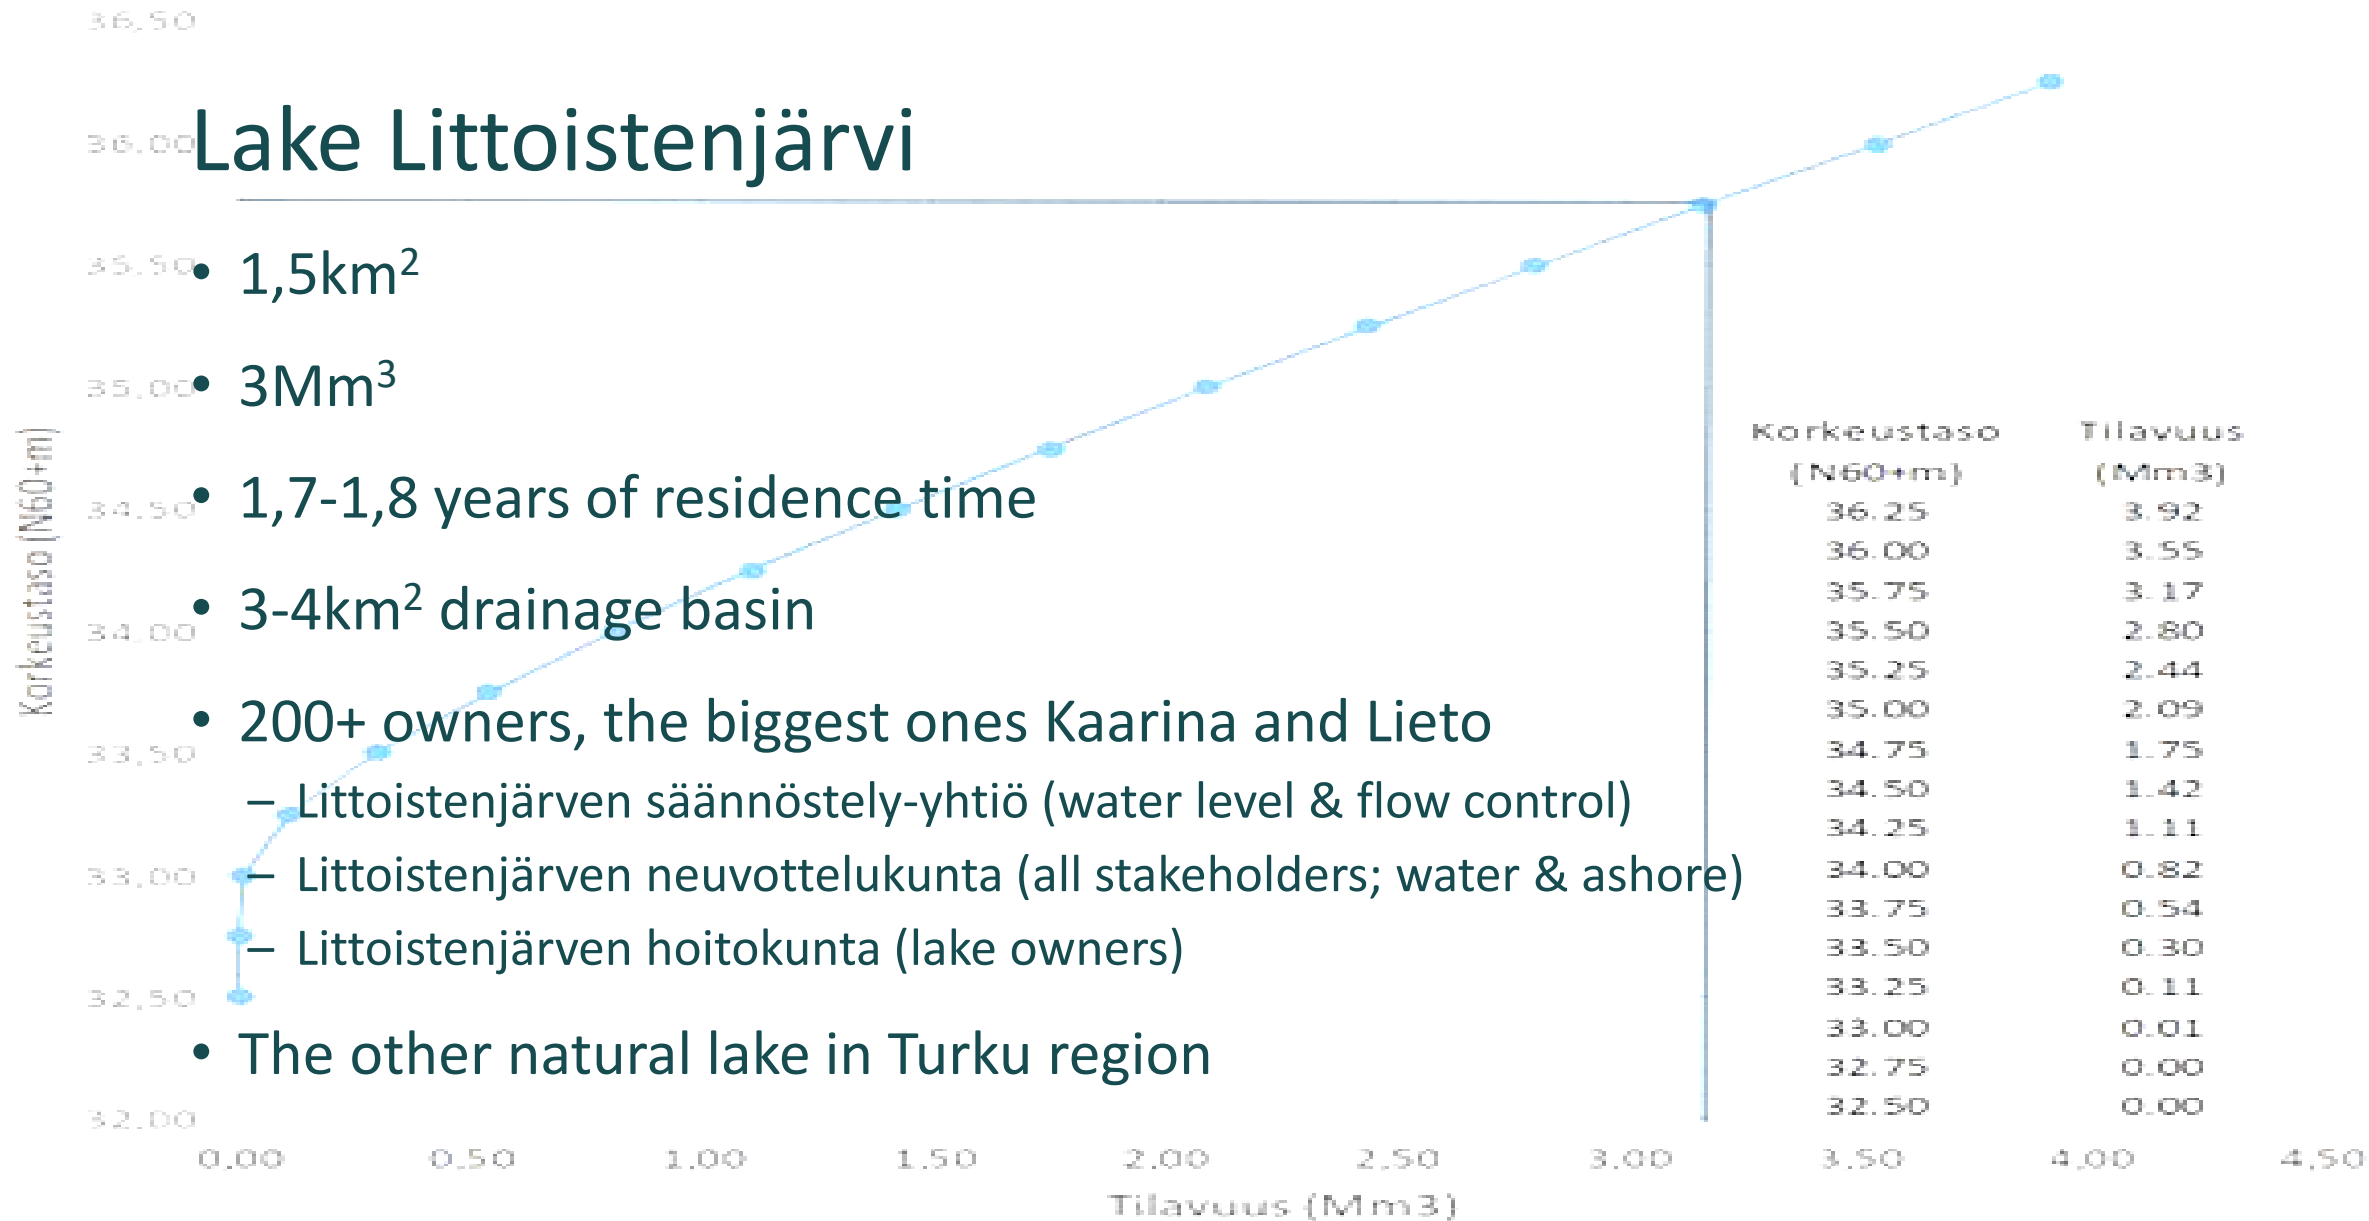 Lake Littoistenjärvi
• 1,5km²
• 3Mm³
• 1,7-1,8 years of residence time
• 3-4km² drainage basin
• 200+ owners, the biggest ones Kaarina and Lieto
– Littoistenjärven säännöstely-yhtiö (water level & flow control)
– Littoistenjärven neuvottelukunta (all stakeholders; water & ashore)
– Littoistenjärven hoitokunta (lake owners)
• The other natural lake in Turku region
Korkeustaso (N60+m)
36,50
36,00
35,50
35,00
34,50
34,00
33,50
33,00
32,50
32,00
0,00 0,50 1,00 1,50 2,00 2,50 3,00 3,50 4,00 4,50
Tilavuus (Mm3)
Korkeustaso Tilavuus
(N60+m) (Mm3)
36.25 3.92
36.00 3.55
35.75 3.17
35.50 2.80
35.25 2.44
35.00 2.09
34.75 1.75
34.50 1.42
34.25 1.11
34.00 0.82
33.75 0.54
33.50 0.30
33.25 0.11
33.00 0.01
32.75 0.00
32.50 0.00